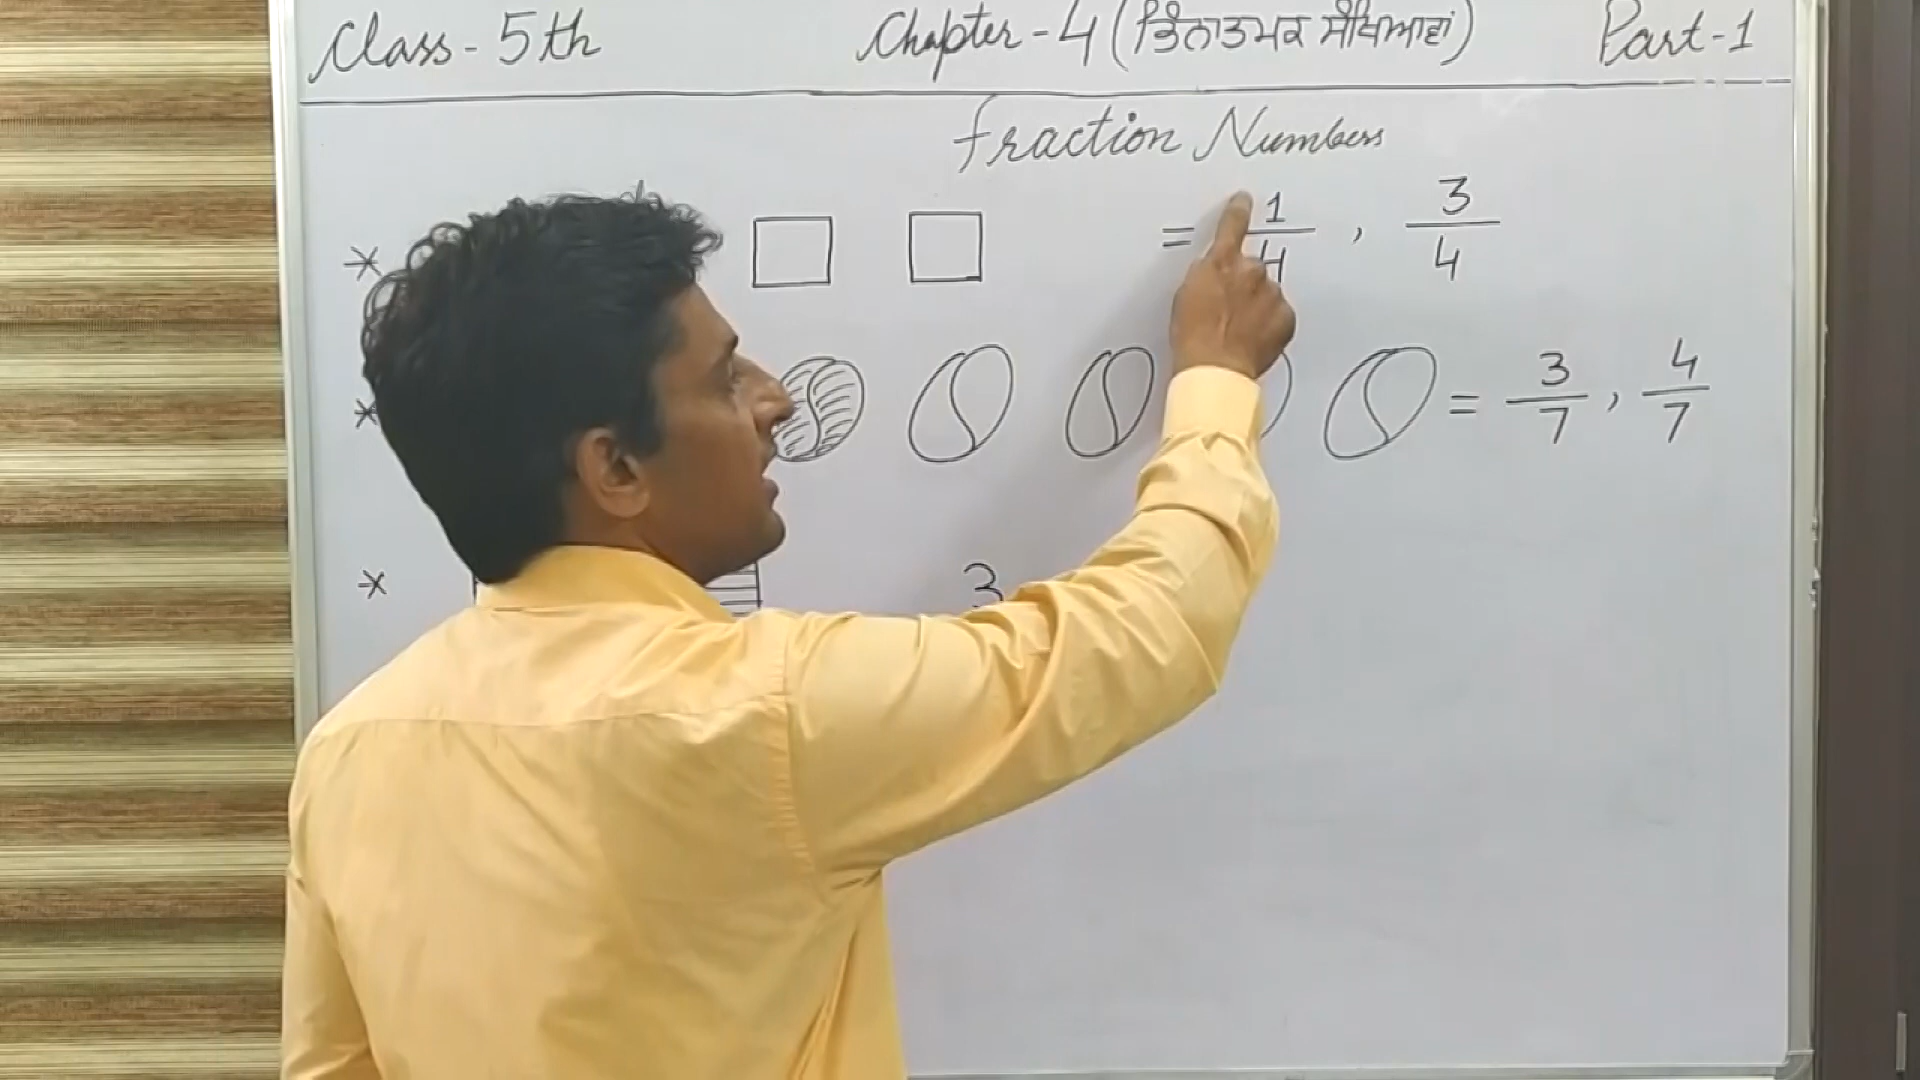 Class - 5th Chapter - 4 (ਭਿੰਨਾਤਮਕ ਸੰਖਿਆਵਾਂ) Part - 1
Fraction Numbers
* = 1/4 , 3/4
* = 3/7 , 4/7
* 3